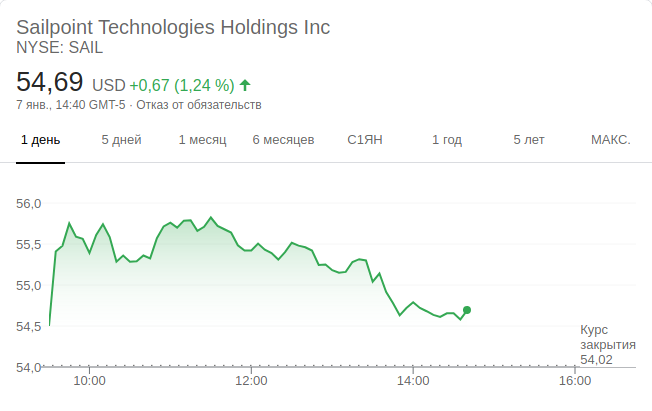 Sailpoint Technologies Holdings Inc
NYSE: SAIL
54,69 USD +0,67 (1,24 %)
7 янв., 14:40 GMT-5 · Отказ от обязательств
1 день 5 дней 1 месяц 6 месяцев С1ЯН 1 год 5 лет МАКС.
56,0
55,5
55,0
54,5
Курс
закрытия
54,02
54,0
10:00 12:00 14:00 16:00